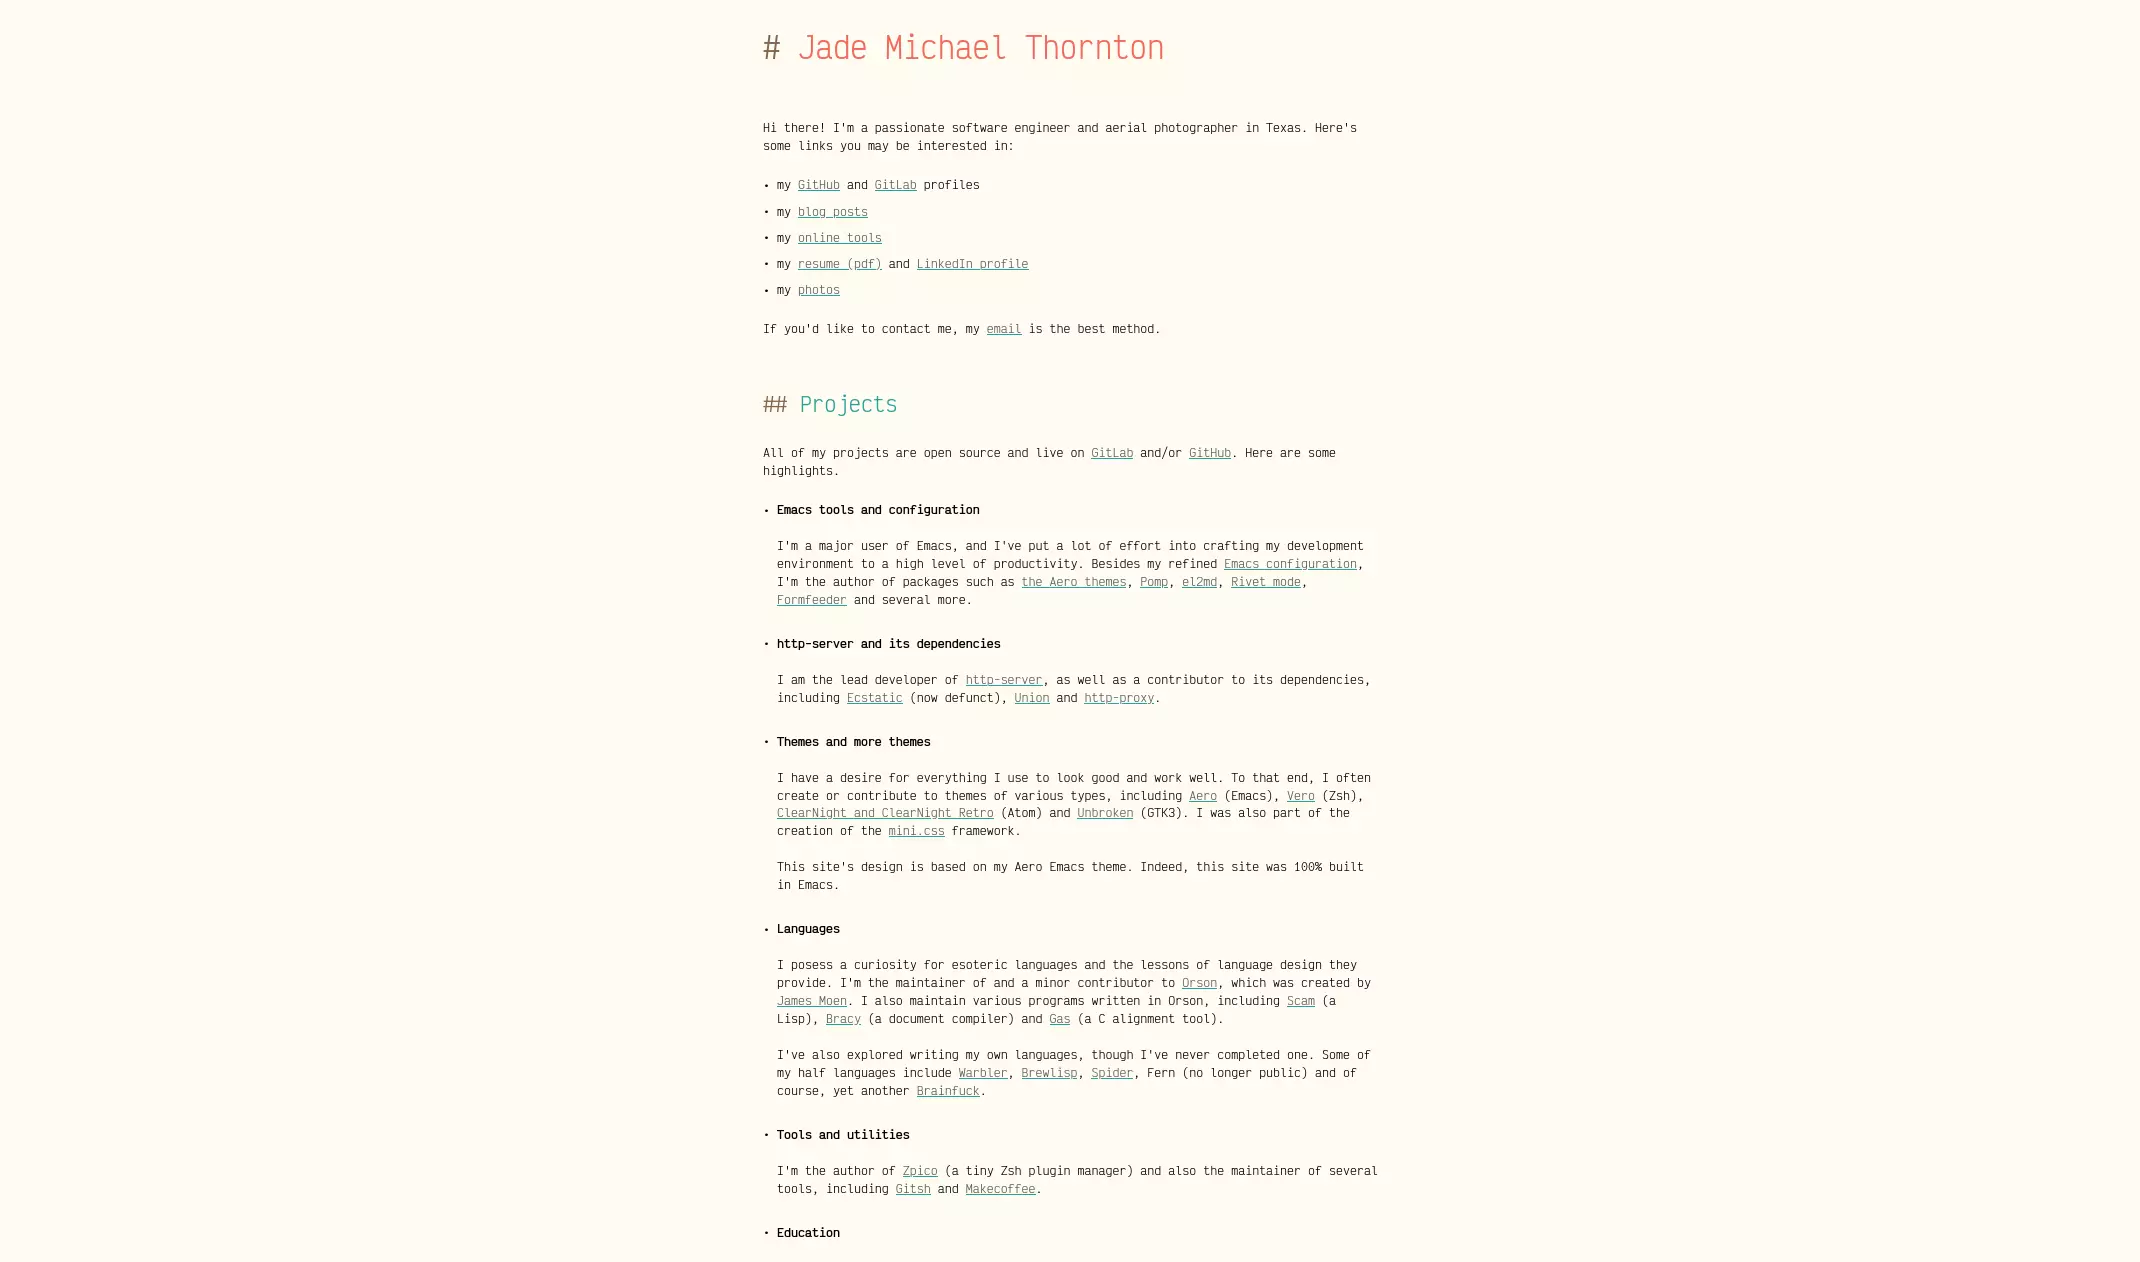 # Jade Michael Thornton
Hi there! I'm a passionate software engineer and aerial photographer in Texas. Here's
some links you may be interested in:
• my GitHub and GitLab profiles
• my blog posts
• my online tools
• my resume (pdf) and LinkedIn profile
• my photos
If you'd like to contact me, my email is the best method.
## Projects
All of my projects are open source and live on GitLab and/or GitHub. Here are some
highlights.
• Emacs tools and configuration
I'm a major user of Emacs, and I've put a lot of effort into crafting my development
environment to a high level of productivity. Besides my refined Emacs configuration,
I'm the author of packages such as the Aero themes, Pomp, el2md, Rivet mode,
Formfeeder and several more.
• http-server and its dependencies
I am the lead developer of http-server, as well as a contributor to its dependencies,
including Ecstatic (now defunct), Union and http-proxy.
• Themes and more themes
I have a desire for everything I use to look good and work well. To that end, I often
create or contribute to themes of various types, including Aero (Emacs), Vero (Zsh),
ClearNight and ClearNight Retro (Atom) and Unbroken (GTK3). I was also part of the
creation of the mini.css framework.
This site's design is based on my Aero Emacs theme. Indeed, this site was 100% built
in Emacs.
• Languages
I posess a curiosity for esoteric languages and the lessons of language design they
provide. I'm the maintainer of and a minor contributor to Orson, which was created by
James Moen. I also maintain various programs written in Orson, including Scam (a
Lisp), Bracy (a document compiler) and Gas (a C alignment tool).
I've also explored writing my own languages, though I've never completed one. Some of
my half languages include Warbler, Brewlisp, Spider, Fern (no longer public) and of
course, yet another Brainfuck.
• Tools and utilities
I'm the author of Zpico (a tiny Zsh plugin manager) and also the maintainer of several
tools, including Gitsh and Makecoffee.
• Education